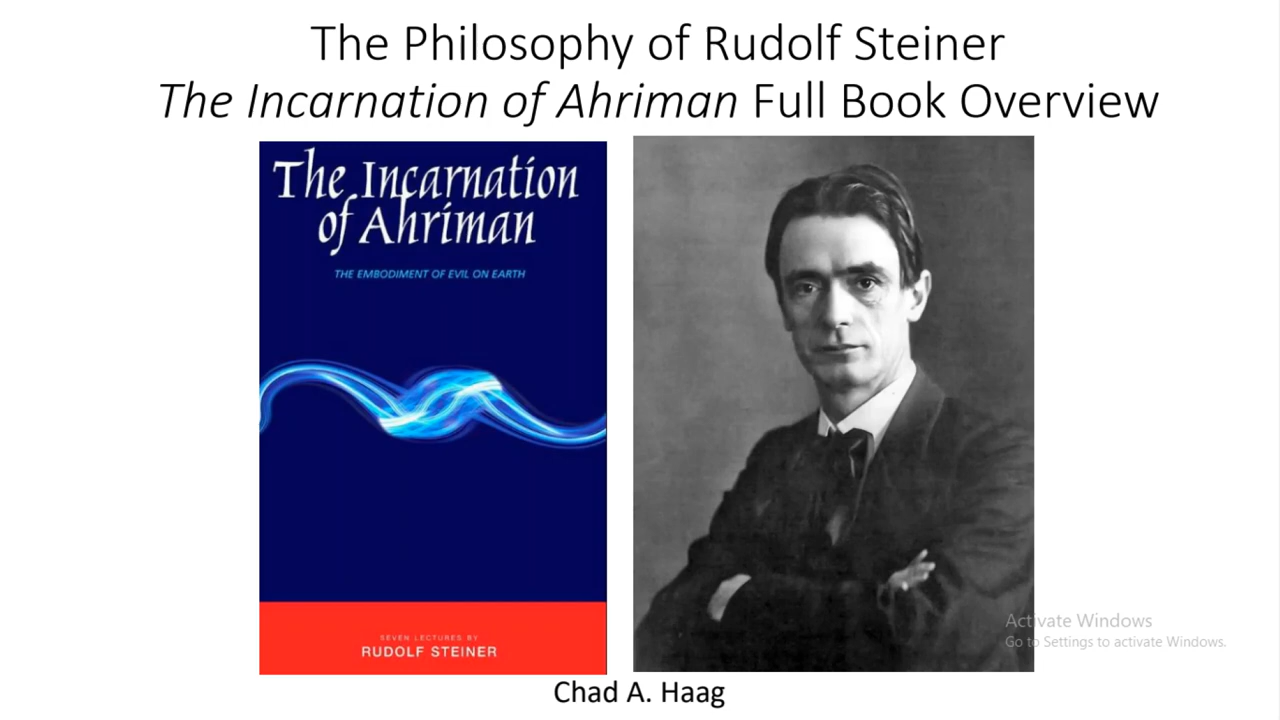 The Philosophy of Rudolf Steiner
The Incarnation of Ahriman Full Book Overview
The Incarnation
of Ahriman
THE EMBODIMENT OF EVIL ON EARTH
SEVEN LECTURES BY
RUDOLF STEINER
Activate Windows
Go to Settings to activate Windows.
Chad A. Haag